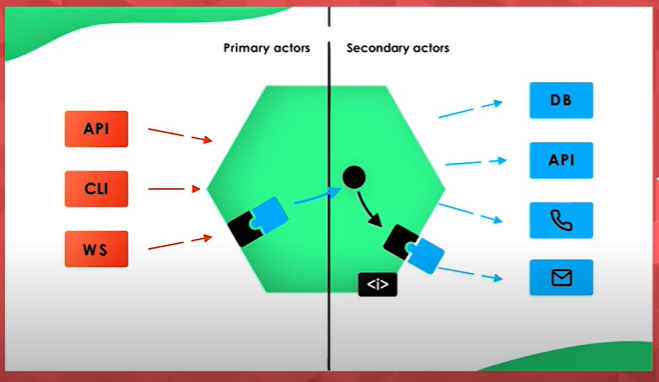 Primary actors
Secondary actors
API
CLI
WS
DB
API
<i>